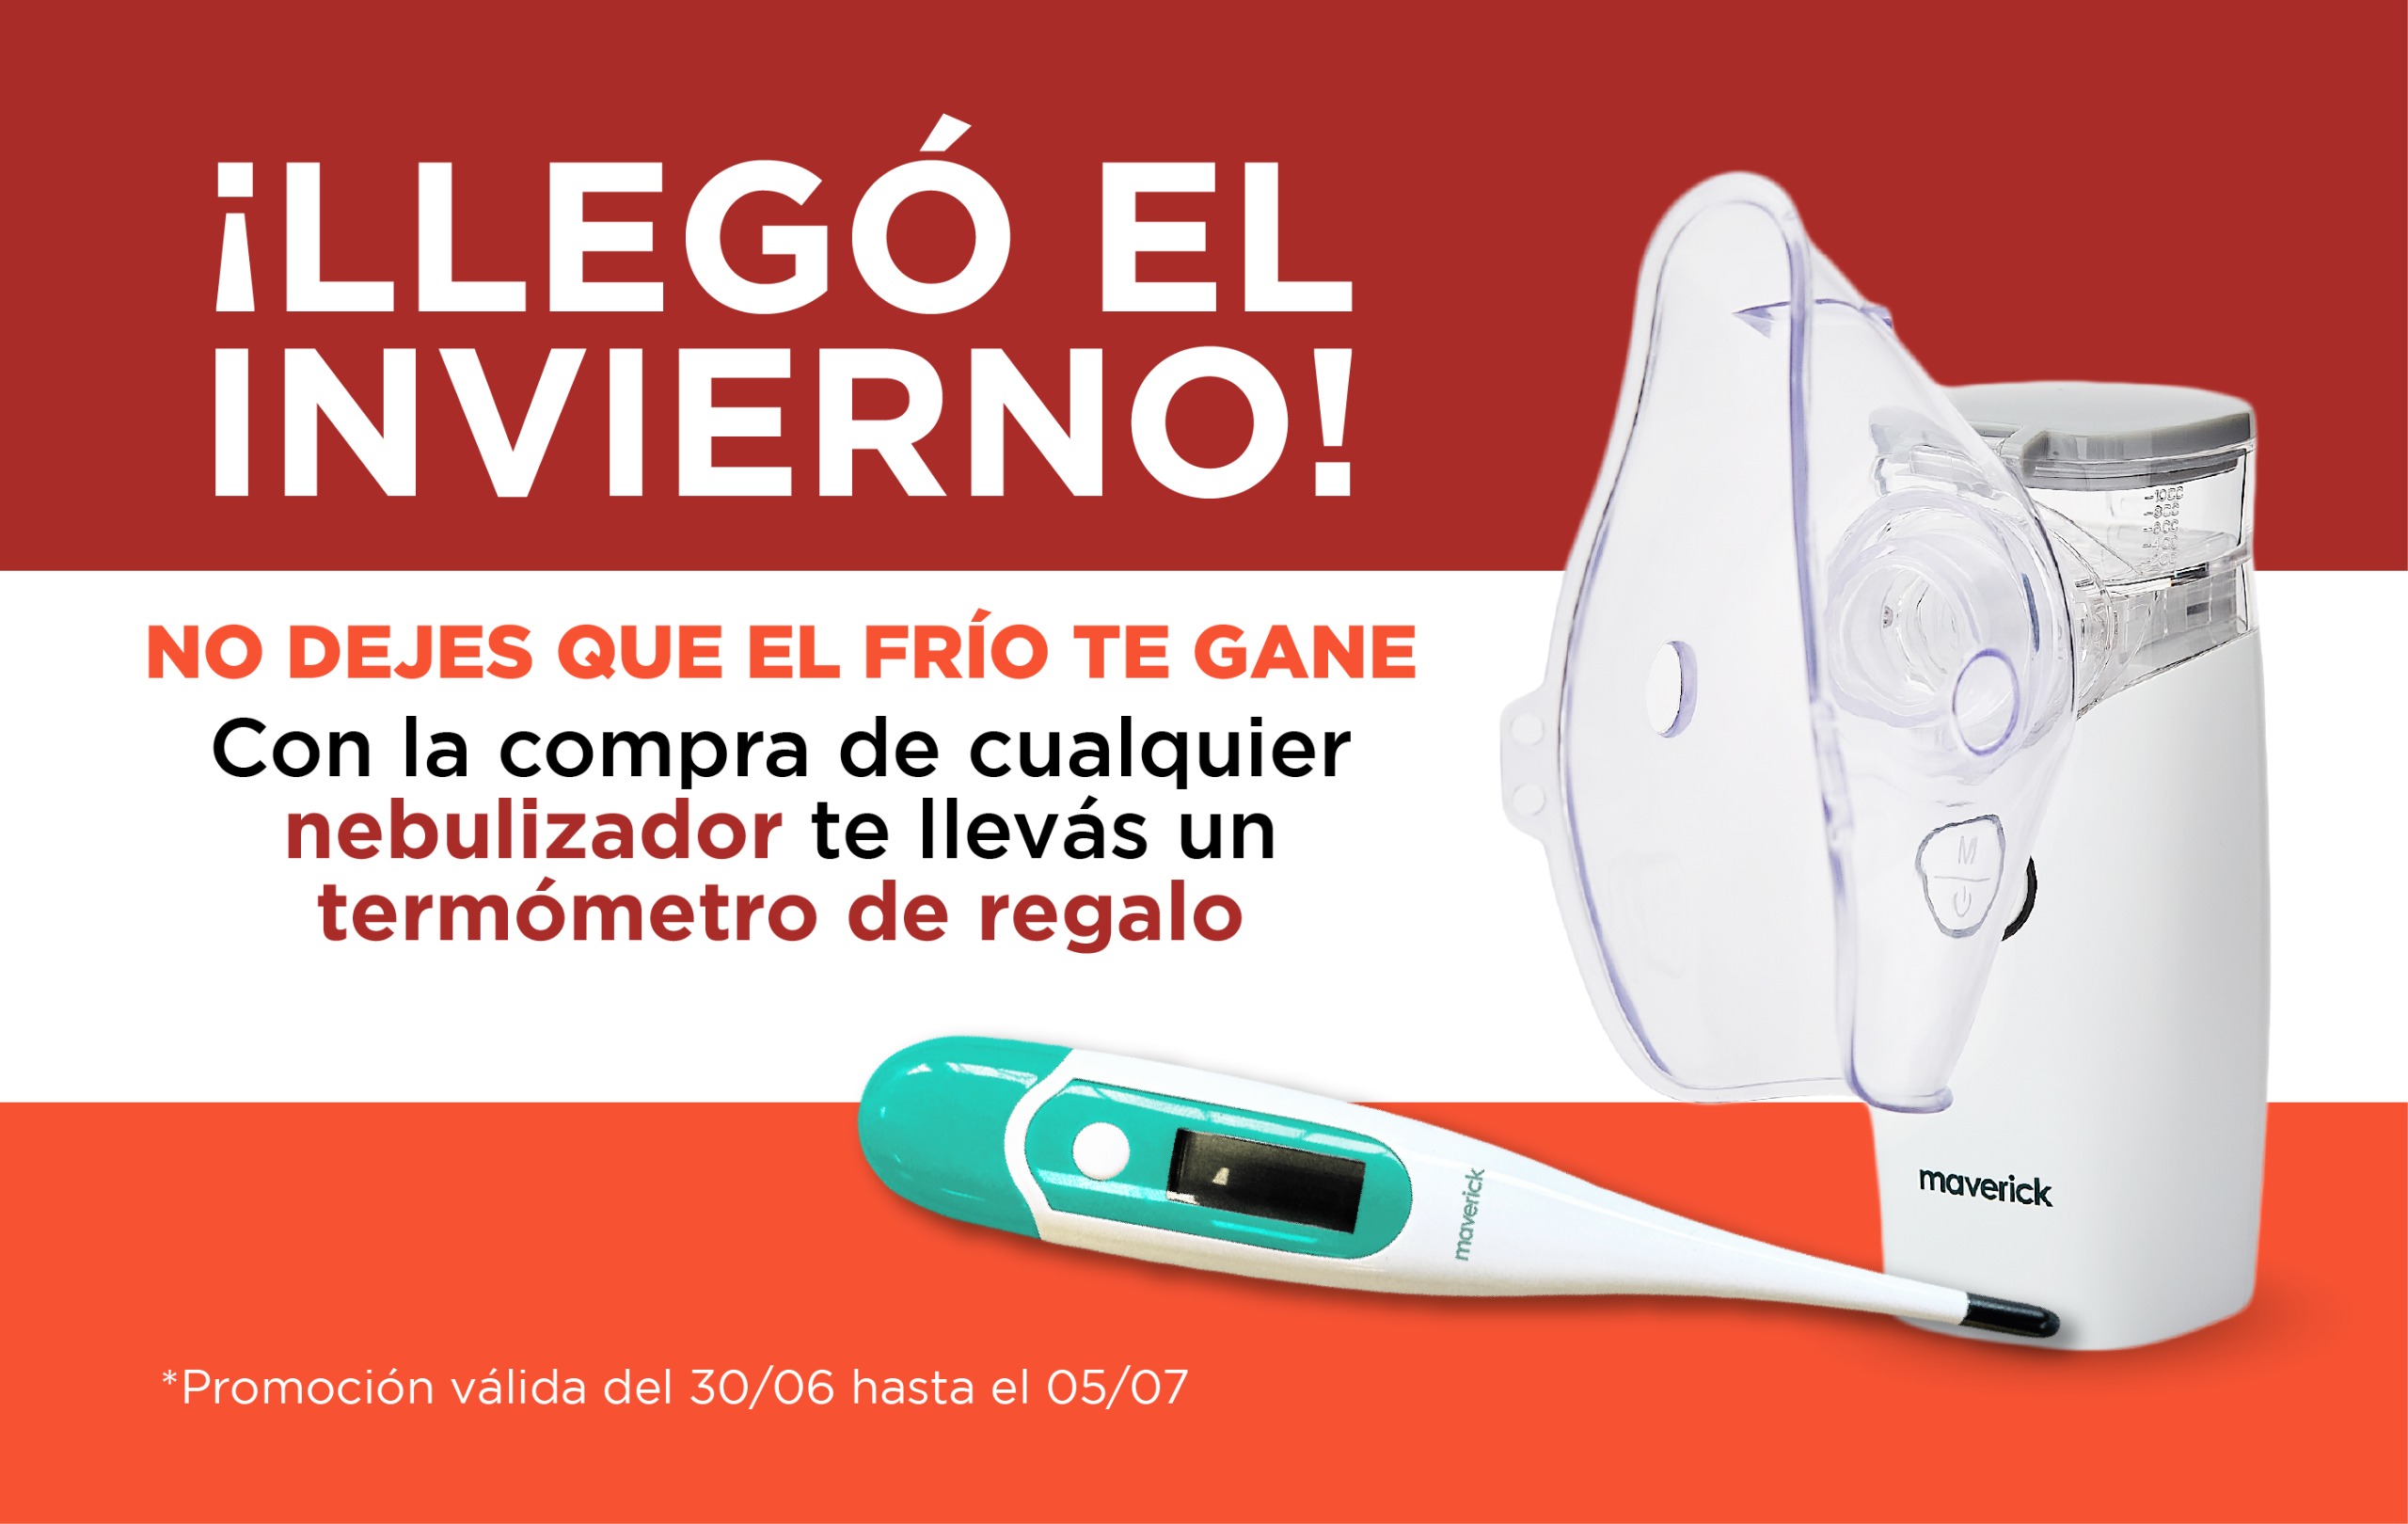 ¡LLEGÓ EL
INVIERNO!
NO DEJES QUE EL FRÍO TE GANE
Con la compra de cualquier
nebulizador te llevás un
termómetro de regalo
maverick
maverick
M
*Promoción válida del 30/06 hasta el 05/07